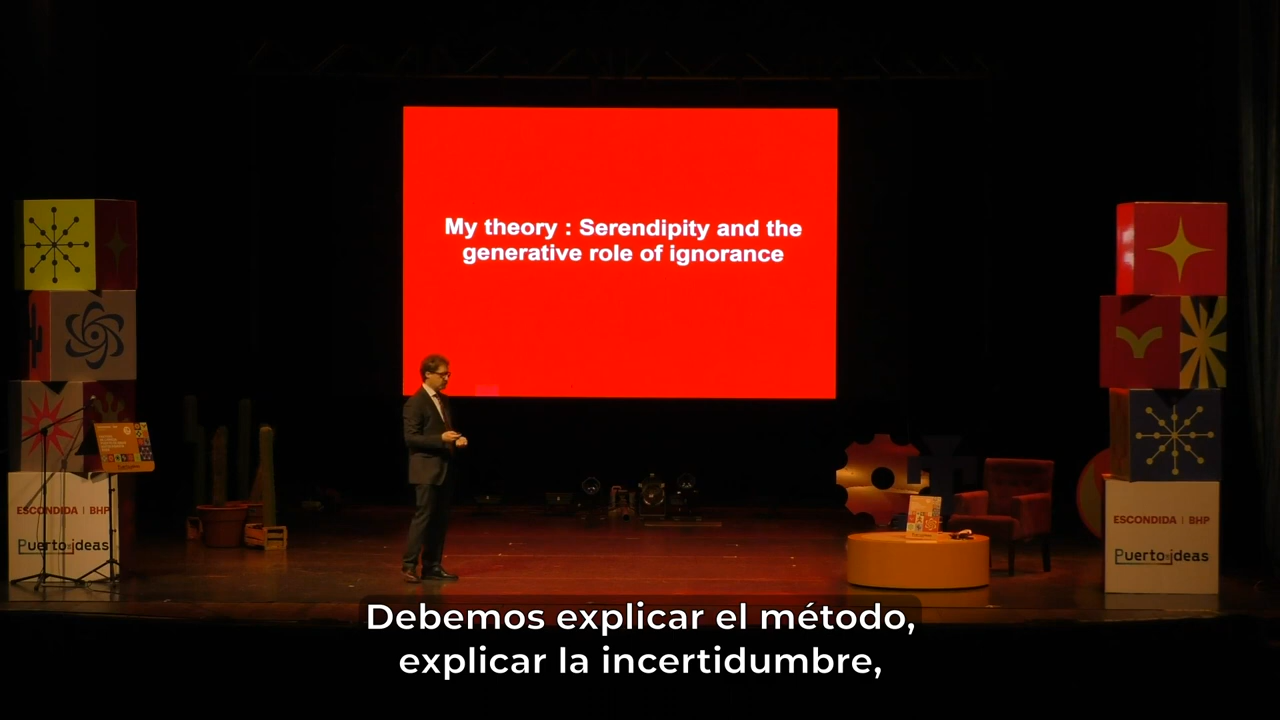 My theory : Serendipity and the
generative role of ignorance
ESCONDIDA | BHP
Puerto ideas
ESCONDIDA | BHP
Puerto ideas
Debemos explicar el método,
explicar la incertidumbre,